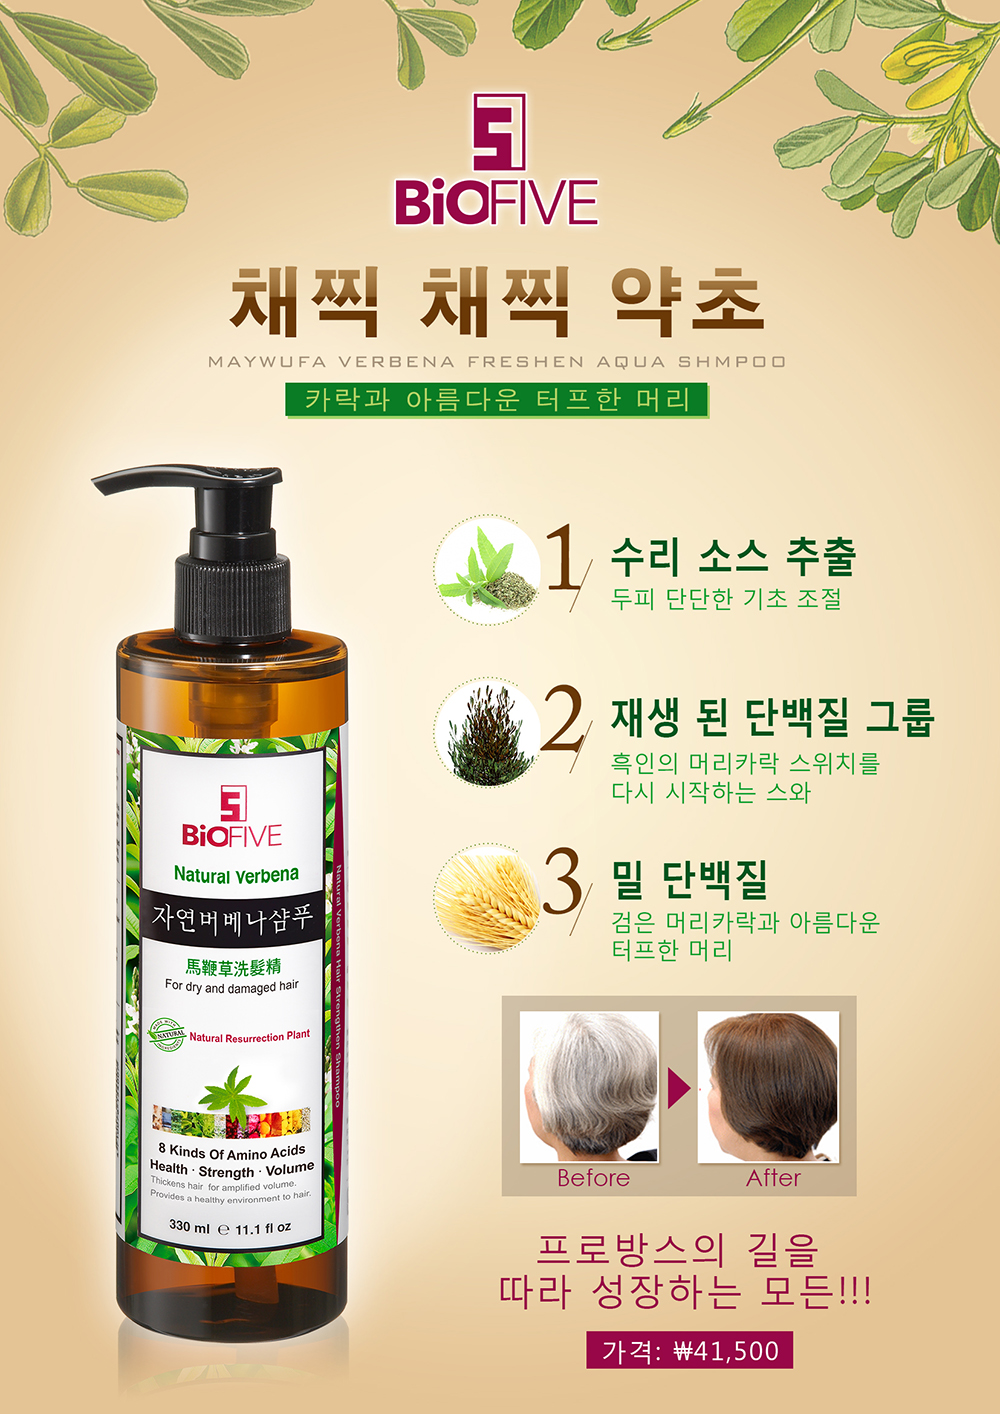 5
BiOFIVE
채찍 채찍 약초
MAYWUFA VERBENA FRESHEN AQUA SHMPOO
카락과 아름다운 터프한 머리
1
수리 소스 추출
두피 단단한 기초 조절
2
재생 된 단백질 그룹
흑인의 머리카락 스위치를
다시 시작하는 스와
3
밀 단백질
검은 머리카락과 아름다운
터프한 머리
5
BiOFIVE
Natural Verbena
자연버베나샴푸
馬鞭草洗髮精
For dry and damaged hair
MADE WITH
NATURAL
INGREDIENTS
Natural Resurrection Plant
8 Kinds Of Amino Acids
Health · Strength · Volume
Thickens hair for amplified volume.
Provides a healthy environment to hair.
330 ml ℮ 11.1 fl oz
Natural Verbena Hair Strengthen Shampoo
Before
After
프로방스의 길을
따라 성장하는 모든!!!
가격: ₩41,500